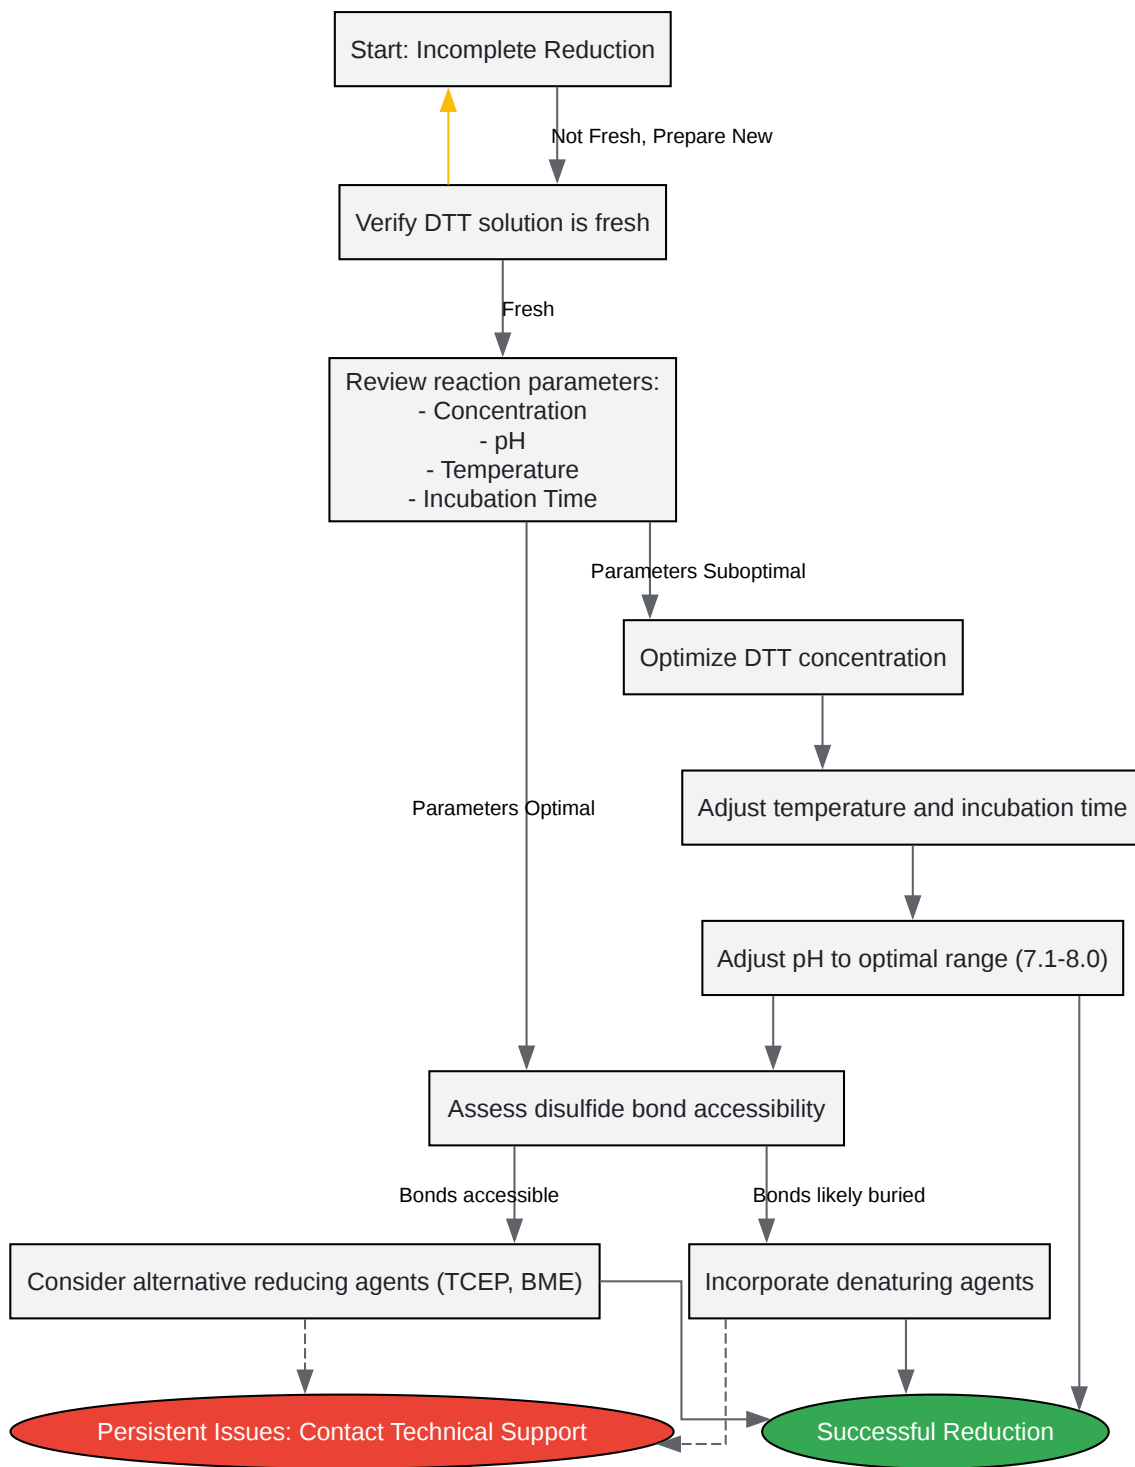 Start: Incomplete Reduction
Not Fresh, Prepare New
Verify DTT solution is fresh
Fresh
Review reaction parameters:
- Concentration
- pH
- Temperature
- Incubation Time
Parameters Suboptimal
Optimize DTT concentration
Parameters Optimal
Adjust temperature and incubation time
Adjust pH to optimal range (7.1-8.0)
Assess disulfide bond accessibility
Bonds accessible
Bonds likely buried
Consider alternative reducing agents (TCEP, BME)
Incorporate denaturing agents
Persistent Issues: Contact Technical Support
Successful Reduction